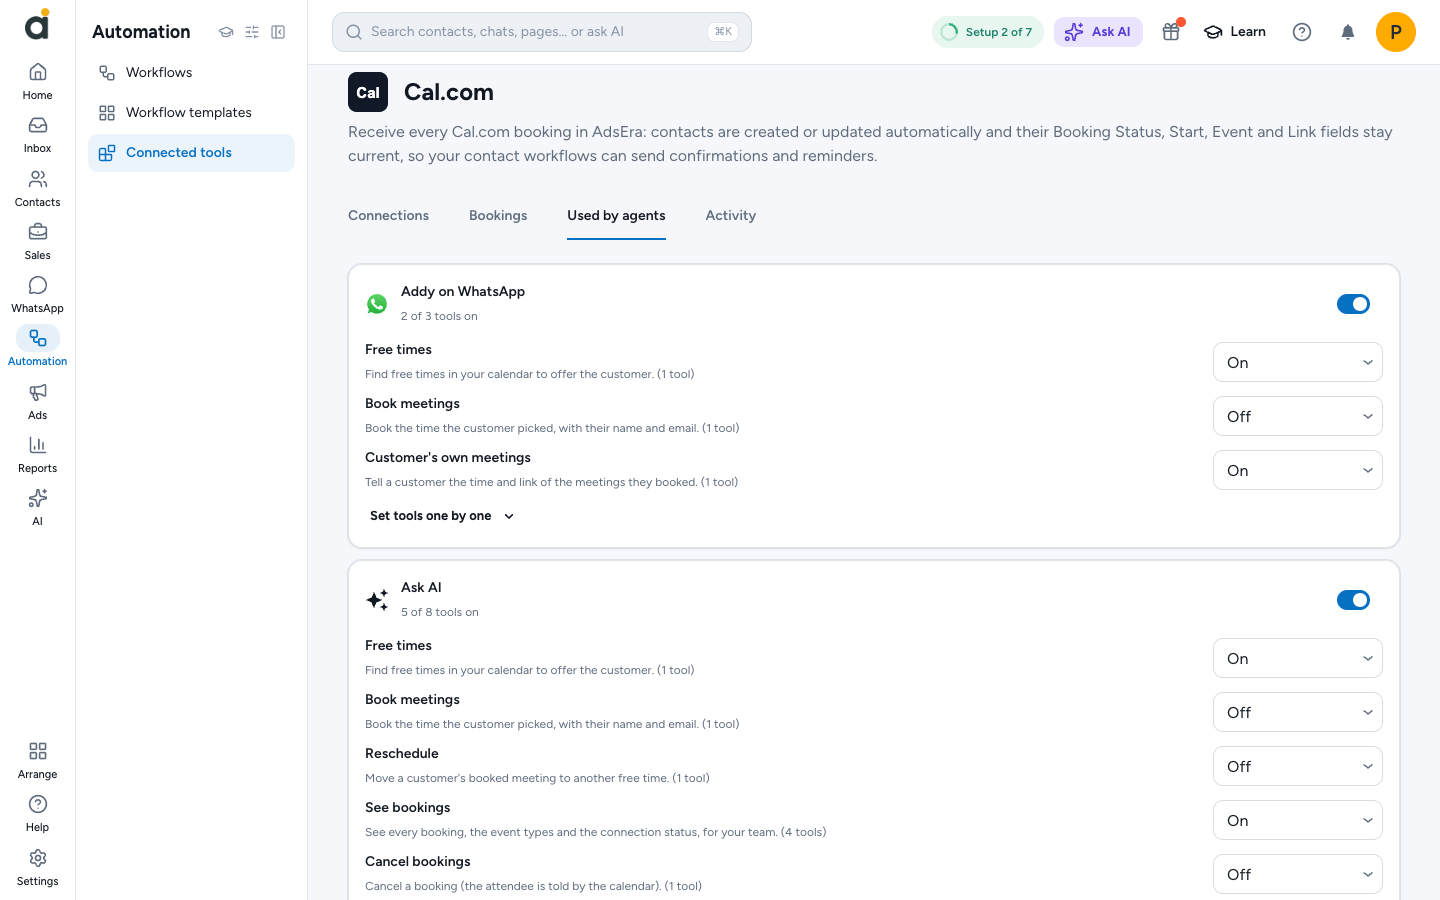 Automation
Search contacts, chats, pages... or ask AI
⌘K
Setup 2 of 7
Ask AI
Learn
P
Home
Inbox
Contacts
Sales
WhatsApp
Automation
Ads
Reports
AI
Arrange
Help
Settings
Workflows
Workflow templates
Connected tools
Cal
Cal.com
Receive every Cal.com booking in AdsEra: contacts are created or updated automatically and their Booking Status, Start, Event and Link fields stay
current, so your contact workflows can send confirmations and reminders.
Connections
Bookings
Used by agents
Activity
Addy on WhatsApp
2 of 3 tools on
Free times
Find free times in your calendar to offer the customer. (1 tool)
On
Book meetings
Book the time the customer picked, with their name and email. (1 tool)
Off
Customer's own meetings
Tell a customer the time and link of the meetings they booked. (1 tool)
On
Set tools one by one
Ask AI
5 of 8 tools on
Free times
Find free times in your calendar to offer the customer. (1 tool)
On
Book meetings
Book the time the customer picked, with their name and email. (1 tool)
Off
Reschedule
Move a customer's booked meeting to another free time. (1 tool)
Off
See bookings
See every booking, the event types and the connection status, for your team. (4 tools)
On
Cancel bookings
Cancel a booking (the attendee is told by the calendar). (1 tool)
Off